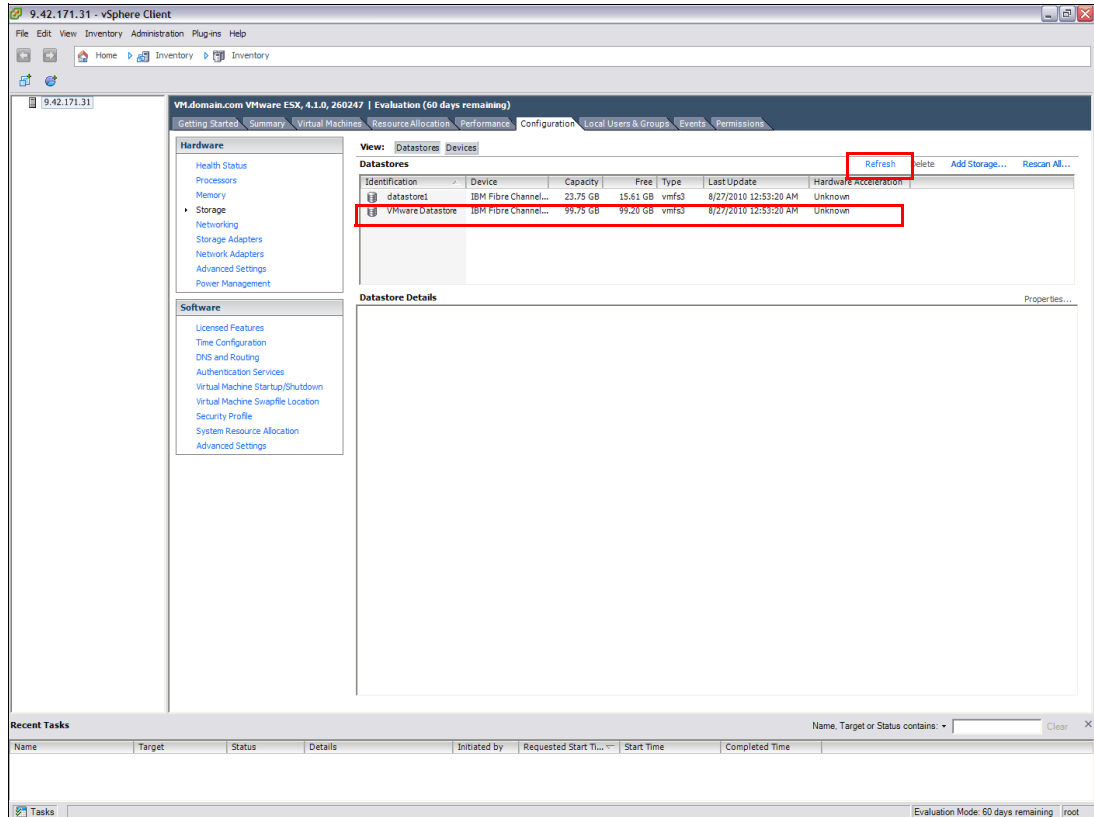 9.42.171.31 - vSphere Client
File Edit View Inventory Administration Plug-ins Help
Home Inventory Inventory
9.42.171.31
VM.domain.com VMware ESX, 4.1.0, 260247 | Evaluation (60 days remaining)
Getting Started Summary Virtual Machines Resource Allocation Performance Configuration Local Users & Groups Events Permissions
Hardware
Health Status
Processors
Memory
Storage
Networking
Storage Adapters
Network Adapters
Advanced Settings
Power Management
Software
Licensed Features
Time Configuration
DNS and Routing
Authentication Services
Virtual Machine Startup/Shutdown
Virtual Machine Swapfile Location
Security Profile
System Resource Allocation
Advanced Settings
View: Datastores Devices
Datastores Refresh Delete Add Storage... Rescan All...
Identification Device Capacity Free Type Last Update Hardware Acceleration
datastore1 IBM Fibre Channel... 23.75 GB 15.61 GB vmfs3 8/27/2010 12:53:20 AM Unknown
VMware Datastore IBM Fibre Channel... 99.75 GB 99.20 GB vmfs3 8/27/2010 12:53:20 AM Unknown
Datastore Details Properties...
Recent Tasks Name, Target or Status contains: Clear
Name Target Status Details Initiated by Requested Start Ti... Start Time Completed Time
Tasks Evaluation Mode: 60 days remaining root